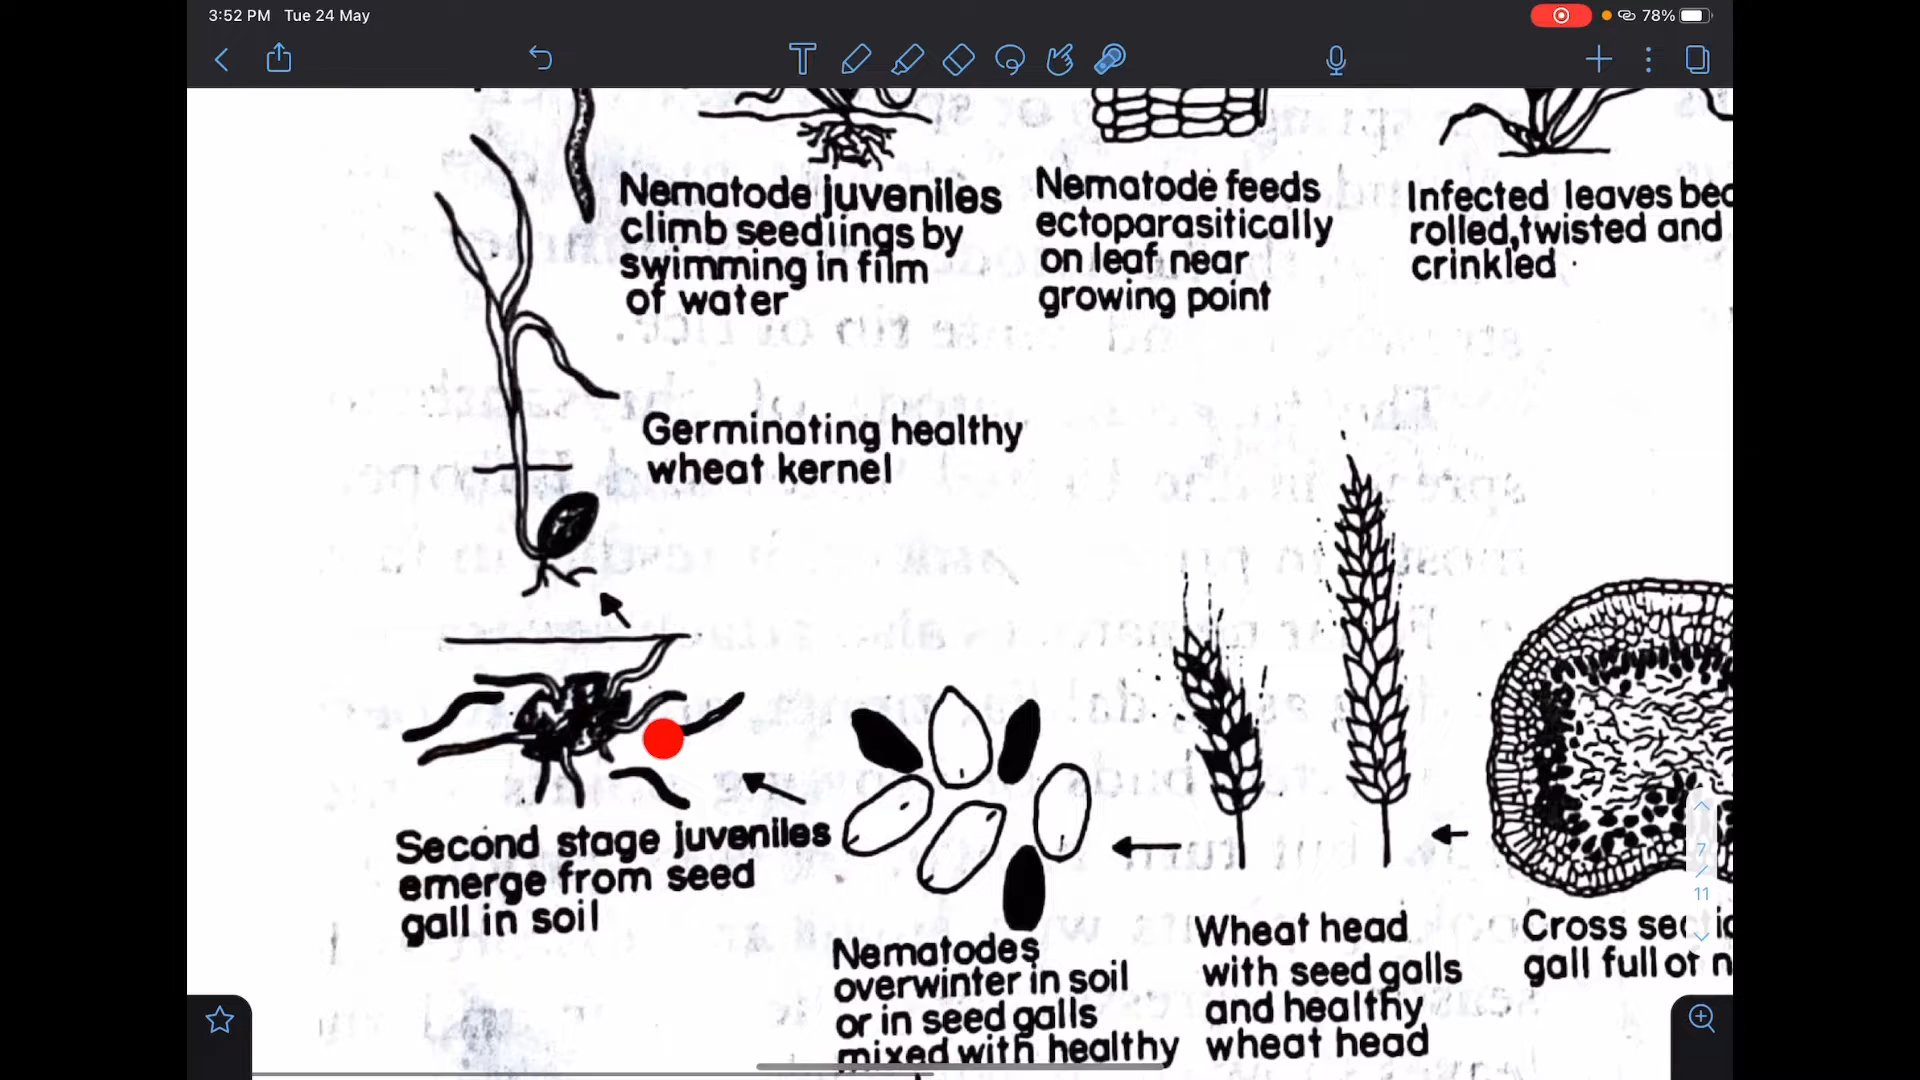 3:52 PM Tue 24 May
78%
Nematode juveniles
climb seedlings by
swimming in film
of water
Nematode feeds
ectoparasitically
on leaf near
growing point
Infected leaves bec
rolled, twisted and
crinkled
Germinating healthy
wheat kernel
Second stage juveniles
emerge from seed
gall in soil
Nematodes
overwinter in soil
or in seed galls
mixed with healthy
Wheat head
with seed galls
and healthy
wheat head
Cross sec
gall full of n
7
/
11